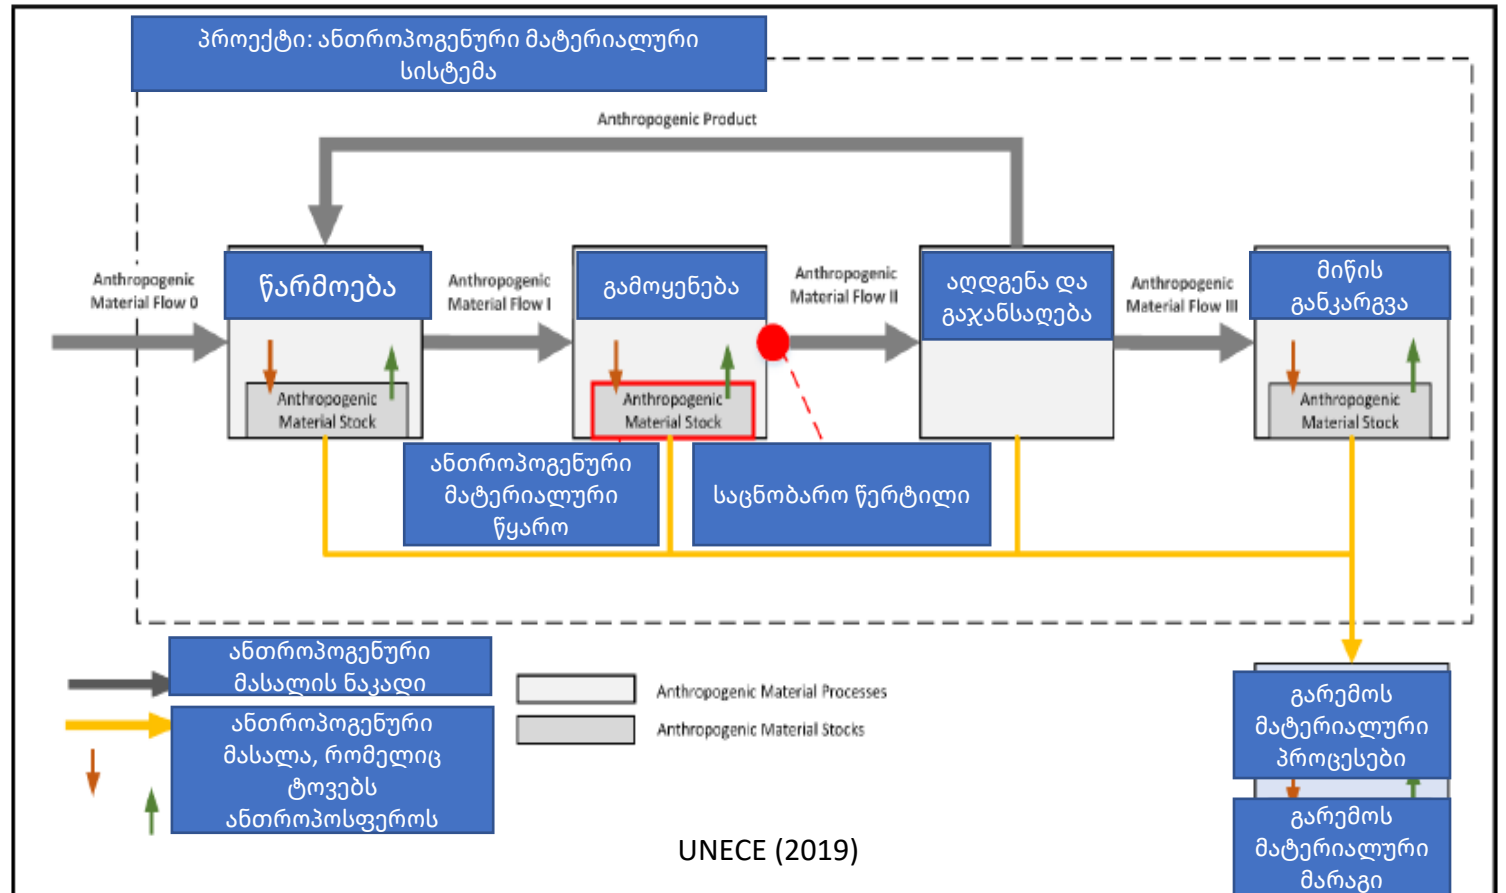 პროექტი: ანთროპოგენური მატერიალური
სისტემა
Anthropogenic Product
Anthropogenic
Material Flow 0
წარმოება
Anthropogenic
Material Flow I
გამოყენება
Anthropogenic
Material Flow II
აღდგენა და
გაჯანსაღება
Anthropogenic
Material Flow III
მიწის
განკარგვა
Anthropogenic
Material Stock
Anthropogenic
Material Stock
Anthropogenic
Material Stock
ანთროპოგენური
მატერიალური
წყარო
საცნობარო წერტილი
ანთროპოგენური
მასალის ნაკადი
ანთროპოგენური
მასალა, რომელიც
ტოვებს
ანთროპოსფეროს
Anthropogenic Material Processes
Anthropogenic Material Stocks
გარემოს
მატერიალური
პროცესები
გარემოს
მატერიალური
მარაგი
UNECE (2019)